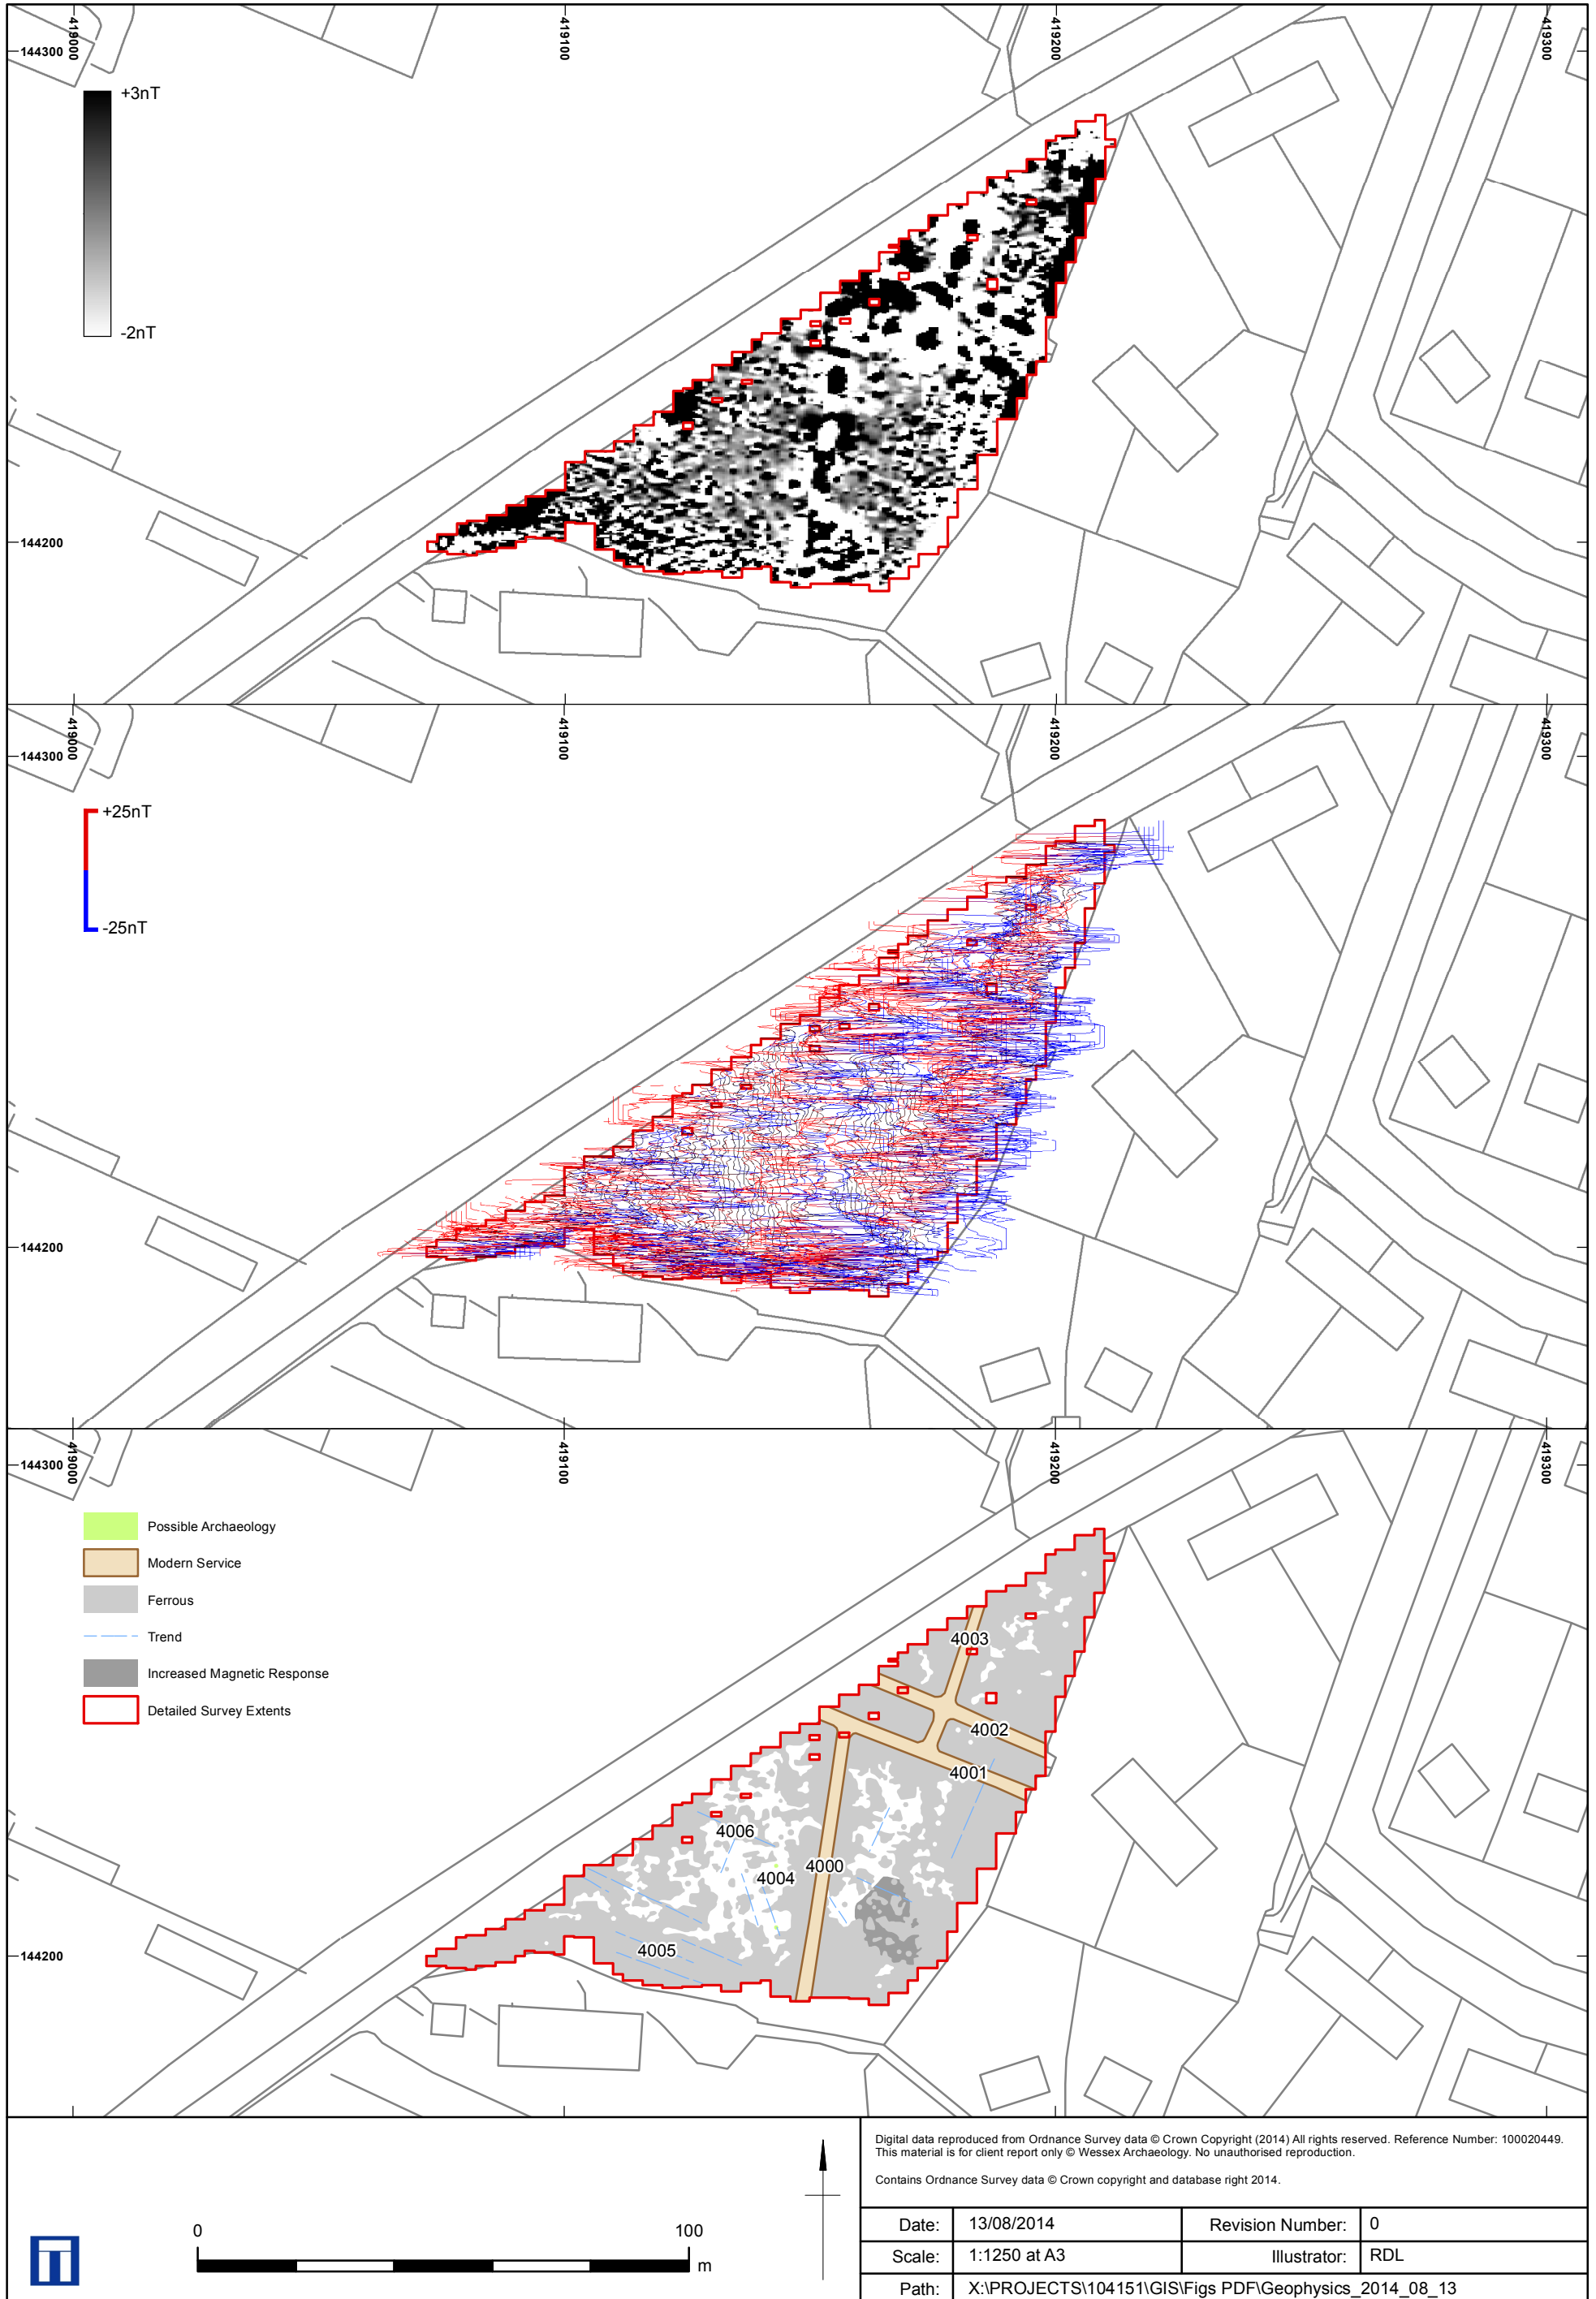 419000
419100
419200
419300
144300
+3nT
-2nT
144200
419000
419100
419200
419300
144300
+25nT
-25nT
144200
419000
419100
419200
419300
144300
Possible Archaeology
Modern Service
Ferrous
Trend
Increased Magnetic Response
Detailed Survey Extents
4003
4002
4001
4006
4000
4004
4005
144200
Digital data reproduced from Ordnance Survey data © Crown Copyright (2014) All rights reserved. Reference Number: 100020449.
This material is for client report only © Wessex Archaeology. No unauthorised reproduction.
Contains Ordnance Survey data © Crown copyright and database right 2014.
0 100
m
Date: 13/08/2014 Revision Number: 0
Scale: 1:1250 at A3 Illustrator: RDL
Path: X:\PROJECTS\104151\GIS\Figs PDF\Geophysics_2014_08_13